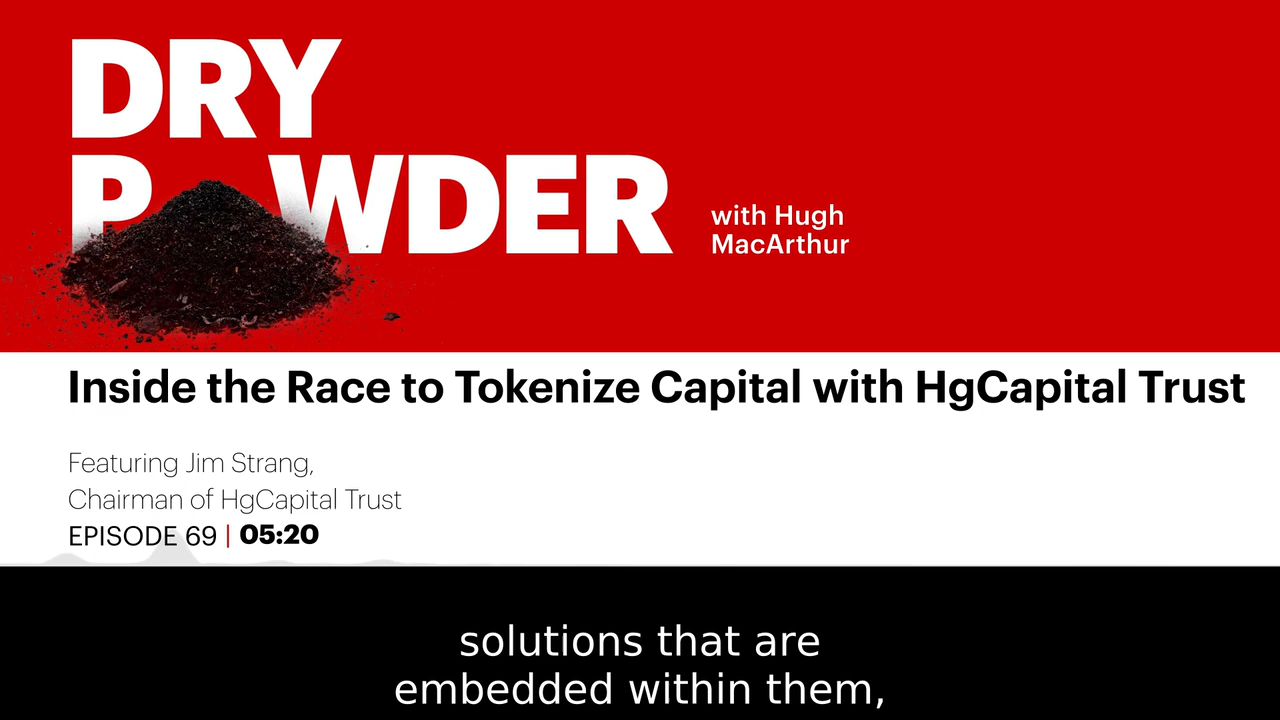 DRY
P WDER
with Hugh
MacArthur
Inside the Race to Tokenize Capital with HgCapital Trust
Featuring Jim Strang,
Chairman of HgCapital Trust
EPISODE 69 | 05:20
solutions that are
embedded within them,